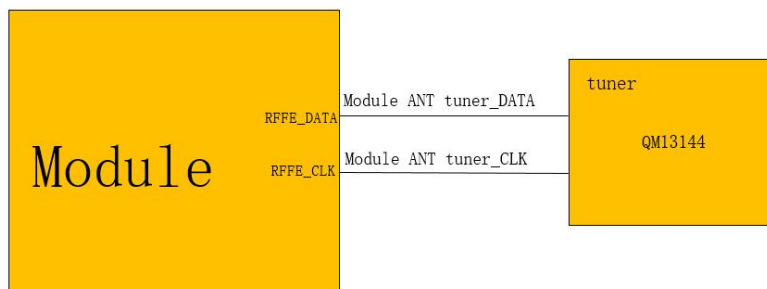 Module
RFFE_DATA
RFFE_CLK
Module ANT tuner_DATA
Module ANT tuner_CLK
tuner
QM13144